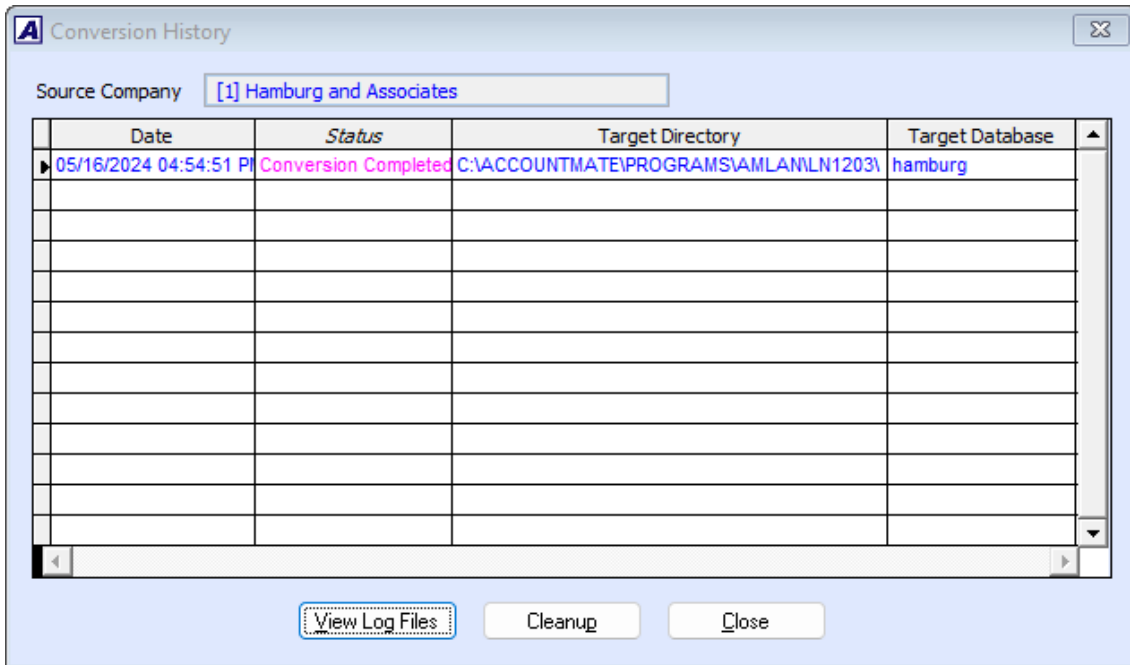 Conversion History
Source Company [1] Hamburg and Associates
Date Status Target Directory Target Database
05/16/2024 04:54:51 P Conversion Completed C:\ACCOUNTMATE\PROGRAMS\AMLAN\LN1203\ hamburg
View Log Files Cleanup Close